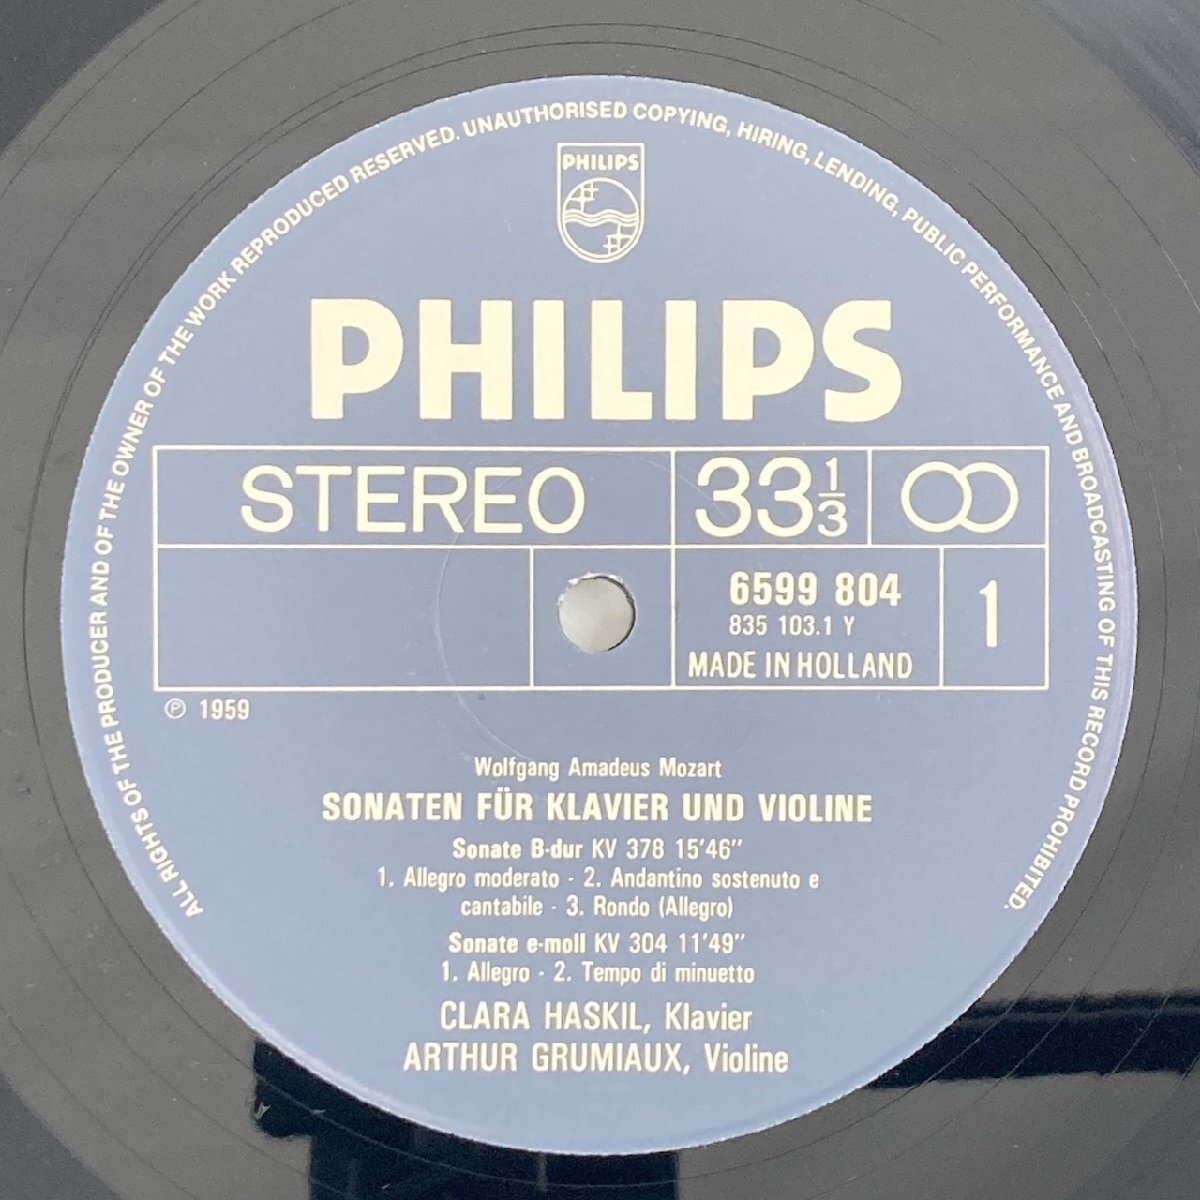 ALL RIGHTS OF THE PRODUCER AND OF THE OWNER OF THE WORK REPRODUCED RESERVED. UNAUTHORISED COPYING, HIRING, LENDING, PUBLIC PERFORMANCE AND BROADCASTING OF THIS RECORD PROHIBITED.
PHILIPS
PHILIPS
STEREO 33 1/3
6599 804
835 103.1 Y
MADE IN HOLLAND
1
℗ 1959
Wolfgang Amadeus Mozart
SONATEN FÜR KLAVIER UND VIOLINE
Sonate B-dur KV 378 15'46"
1. Allegro moderato - 2. Andantino sostenuto e
cantabile - 3. Rondo (Allegro)
Sonate e-moll KV 304 11'49"
1. Allegro - 2. Tempo di minuetto
CLARA HASKIL, Klavier
ARTHUR GRUMIAUX, Violine